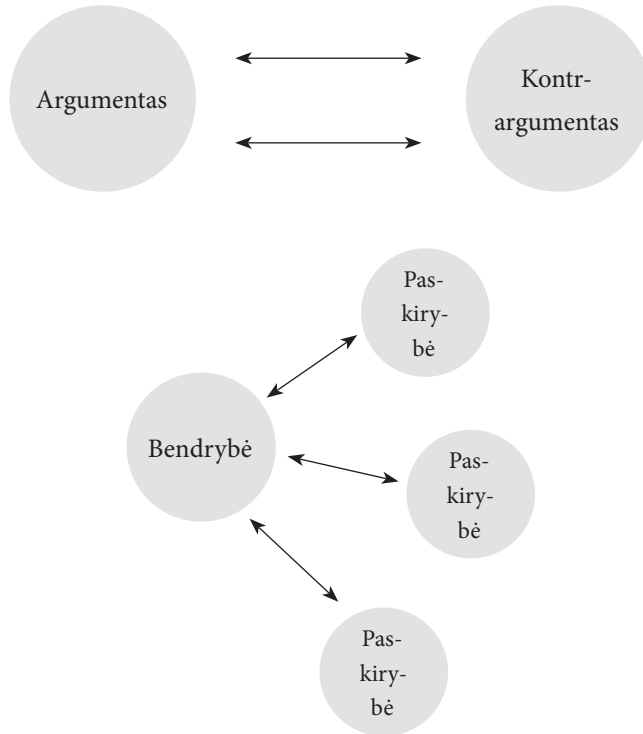 Argumentas
Kontr-
argumentas
Pas-
kiry-
bė
Bendrybė
Pas-
kiry-
bė
Pas-
kiry-
bė